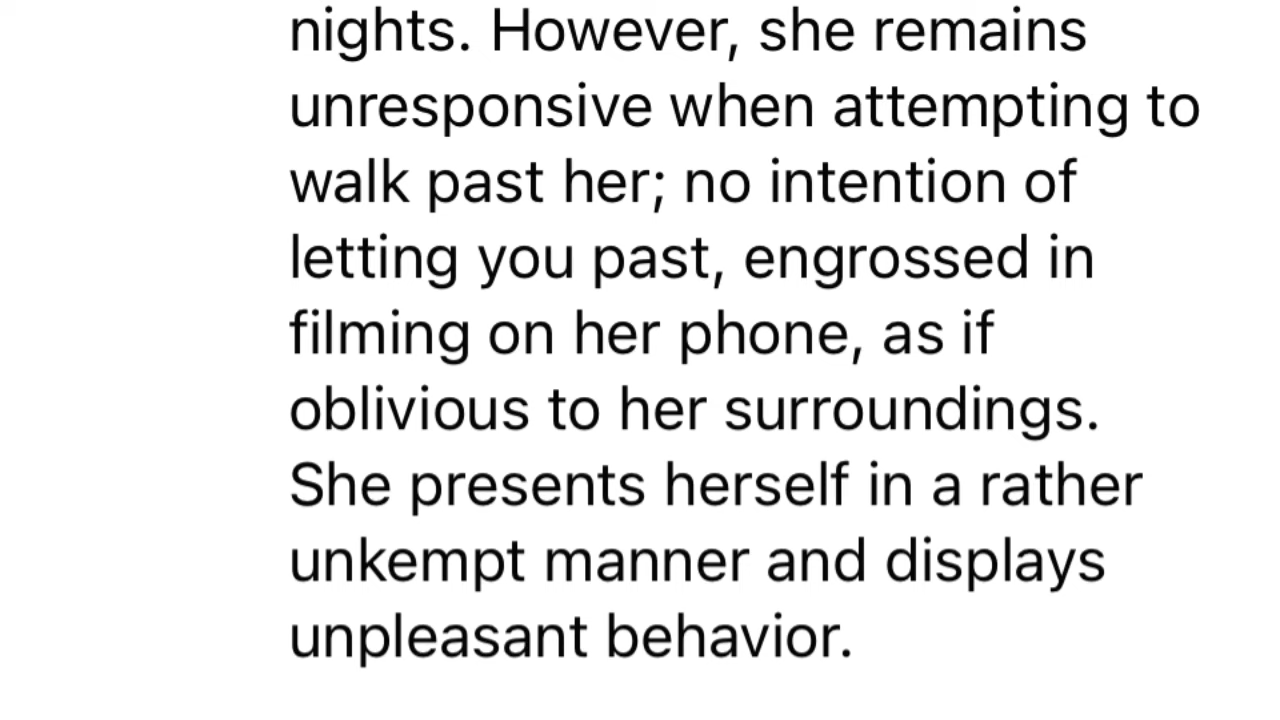 nights. However, she remains
unresponsive when attempting to
walk past her; no intention of
letting you past, engrossed in
filming on her phone, as if
oblivious to her surroundings.
She presents herself in a rather
unkempt manner and displays
unpleasant behavior.